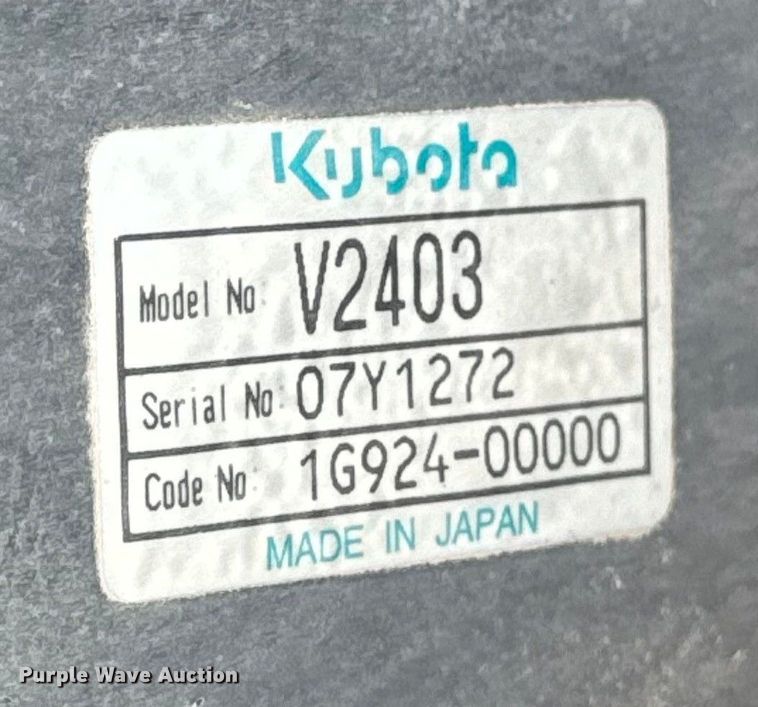 Kubota
Model No: V2403
Serial No: 07Y1272
Code No: 1G924-00000
MADE IN JAPAN
Purple Wave Auction